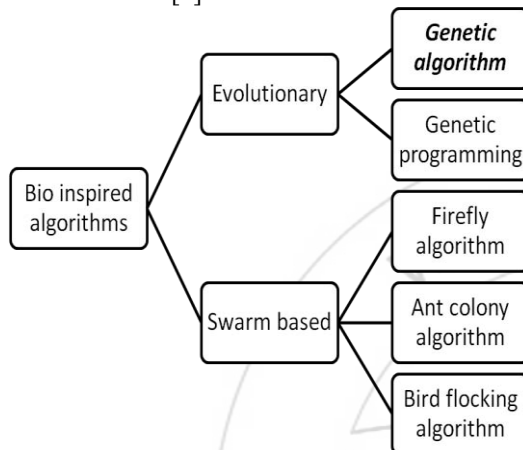 Genetic
algorithm
Evolutionary
Genetic
programming
Bio inspired
algorithms
Firefly
algorithm
Swarm based
Ant colony
algorithm
Bird flocking
algorithm